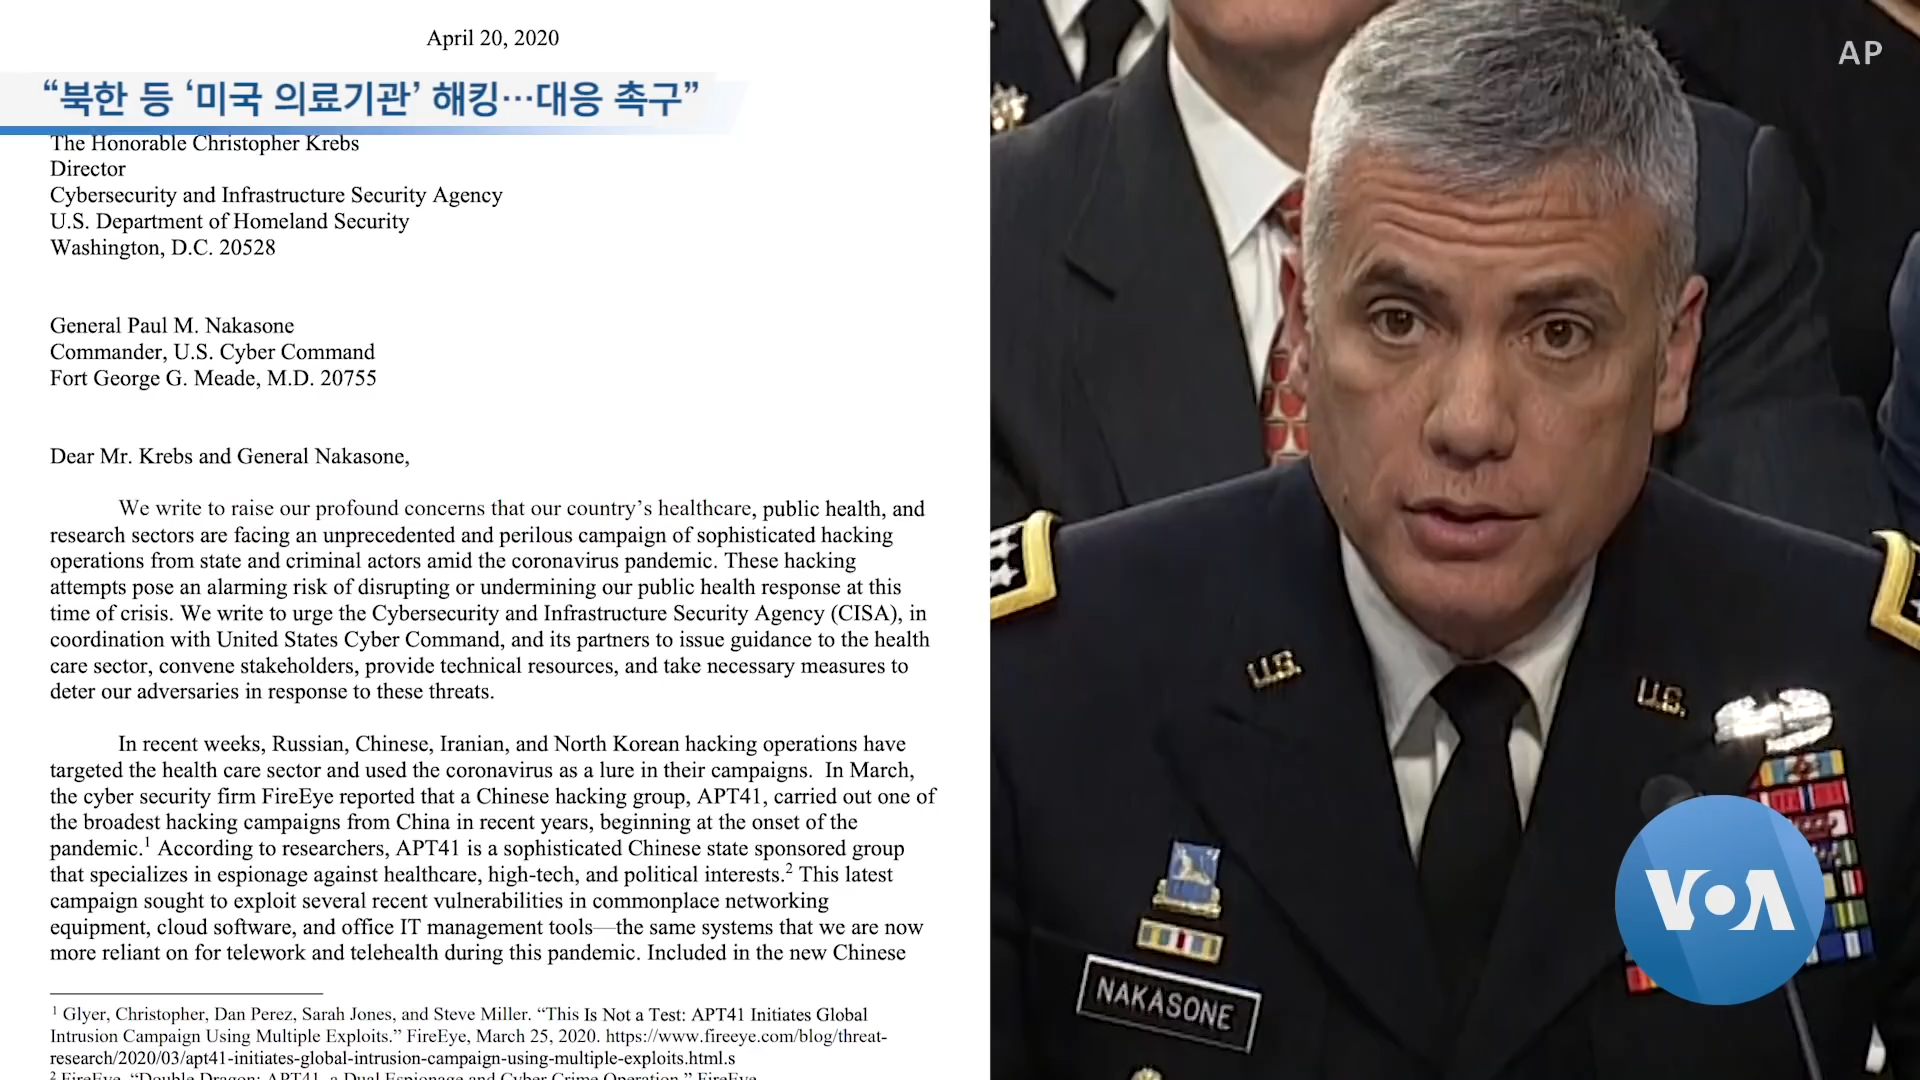 April 20, 2020
“북한 등 ‘미국 의료기관’ 해킹…대응 촉구”
The Honorable Christopher Krebs
Director
Cybersecurity and Infrastructure Security Agency
U.S. Department of Homeland Security
Washington, D.C. 20528
General Paul M. Nakasone
Commander, U.S. Cyber Command
Fort George G. Meade, M.D. 20755
Dear Mr. Krebs and General Nakasone,
We write to raise our profound concerns that our country’s healthcare, public health, and
research sectors are facing an unprecedented and perilous campaign of sophisticated hacking
operations from state and criminal actors amid the coronavirus pandemic. These hacking
attempts pose an alarming risk of disrupting or undermining our public health response at this
time of crisis. We write to urge the Cybersecurity and Infrastructure Security Agency (CISA), in
coordination with United States Cyber Command, and its partners to issue guidance to the health
care sector, convene stakeholders, provide technical resources, and take necessary measures to
deter our adversaries in response to these threats.
In recent weeks, Russian, Chinese, Iranian, and North Korean hacking operations have
targeted the health care sector and used the coronavirus as a lure in their campaigns. In March,
the cyber security firm FireEye reported that a Chinese hacking group, APT41, carried out one of
the broadest hacking campaigns from China in recent years, beginning at the onset of the
pandemic.1 According to researchers, APT41 is a sophisticated Chinese state sponsored group
that specializes in espionage against healthcare, high-tech, and political interests.2 This latest
campaign sought to exploit several recent vulnerabilities in commonplace networking
equipment, cloud software, and office IT management tools—the same systems that we are now
more reliant on for telework and telehealth during this pandemic. Included in the new Chinese
1 Glyer, Christopher, Dan Perez, Sarah Jones, and Steve Miller. “This Is Not a Test: APT41 Initiates Global
Intrusion Campaign Using Multiple Exploits.” FireEye, March 25, 2020. https://www.fireeye.com/blog/threat-
research/2020/03/apt41-initiates-global-intrusion-campaign-using-multiple-exploits.html.s
2 FireEye. “Double Dragon: APT41, a Dual Espionage and Cyber Crime Operation.” FireEye
AP
U.S.
U.S.
NAKASONE
VOA